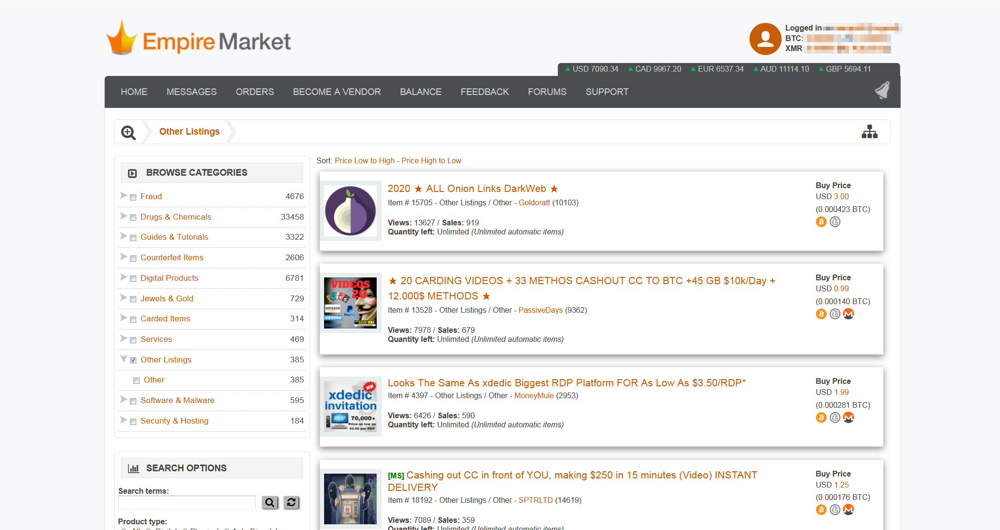 Empire Market
Logged in
BTC:
XMR
USD 7090.34 CAD 9967.20 EUR 6537.34 AUD 11114.10 GBP 5694.11
HOME MESSAGES ORDERS BECOME A VENDOR BALANCE FEEDBACK FORUMS SUPPORT
Other Listings
BROWSE CATEGORIES
Fraud 4676
Drugs & Chemicals 33458
Guides & Tutorials 3322
Counterfeit Items 2606
Digital Products 6781
Jewels & Gold 729
Carded Items 314
Services 469
Other Listings 385
Other 385
Software & Malware 595
Security & Hosting 184
SEARCH OPTIONS
Search terms:
Product type:
Sort: Price Low to High - Price High to Low
2020 ★ ALL Onion Links DarkWeb ★
Item # 15705 - Other Listings / Other - Goldoratt (10103)
Views: 13627 / Sales: 919
Quantity left: Unlimited (Unlimited automatic items)
Buy Price
USD 3.00
(0.000423 BTC)
VIDEOS
20
amazon
PayPal
venmo
Walmart
★ 20 CARDING VIDEOS + 33 METHOS CASHOUT CC TO BTC +45 GB $10k/Day +
12.000$ METHODS ★
Item # 13528 - Other Listings / Other - PassiveDays (9362)
Views: 7978 / Sales: 679
Quantity left: Unlimited (Unlimited automatic items)
Buy Price
USD 0.99
(0.000140 BTC)
NEW
xdedic
invitation
RDP 70,000+
Price as low as
$0.50 per RDP
Looks The Same As xdedic Biggest RDP Platform FOR As Low As $3.50/RDP*
Item # 4397 - Other Listings / Other - MoneyMule (2953)
Views: 6426 / Sales: 590
Quantity left: Unlimited (Unlimited automatic items)
Buy Price
USD 1.99
(0.000281 BTC)
[MS] Cashing out CC in front of YOU, making $250 in 15 minutes (Video) INSTANT
DELIVERY
Item # 18192 - Other Listings / Other - SPTRLTD (14619)
Views: 7089 / Sales: 359
Quantity left: Unlimited (Unlimited automatic items)
Buy Price
USD 1.25
(0.000176 BTC)